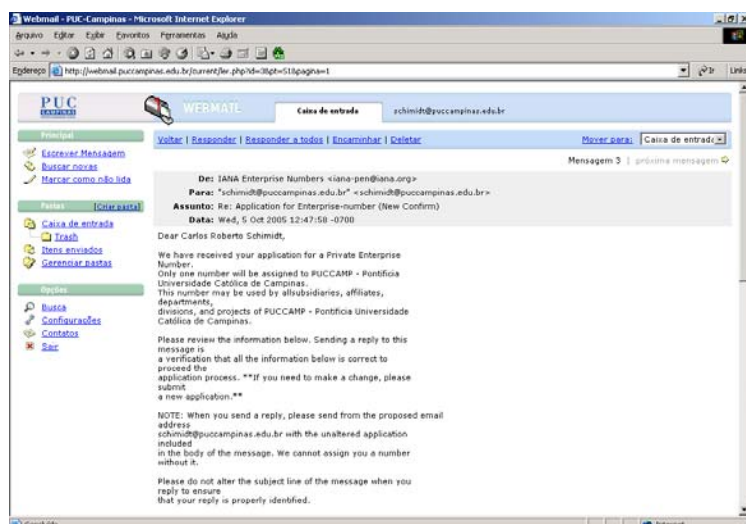 Webmail - PUC-Campinas - Microsoft Internet Explorer
Arquivo Editar Exibir Favoritos Ferramentas Ajuda
Endereço http://webmail.puccampinas.edu.br/current/ler.php?id=3&pt=51&pagina=1 Ir Links
PUC
CAMPINAS
WEBMAIL
Caixa de entrada
schimidt@puccampinas.edu.br
Principal
Escrever Mensagem
Buscar novas
Marcar como não lida
Pastas [Criar pasta]
Caixa de entrada
Trash
Itens enviados
Gerenciar pastas
Opções
Busca
Configurações
Contatos
Sair
Voltar | Responder | Responder a todos | Encaminhar | Deletar
Mover para: Caixa de entrada
Mensagem 3 | próxima mensagem
De: IANA Enterprise Numbers <iana-pen@iana.org>
Para: "schimidt@puccampinas.edu.br" <schimidt@puccampinas.edu.br>
Assunto: Re: Application for Enterprise-number (New Confirm)
Data: Wed, 5 Oct 2005 12:47:58 -0700
Dear Carlos Roberto Schimidt,
We have received your application for a Private Enterprise
Number.
Only one number will be assigned to PUCCAMP - Pontificia
Universidade Católica de Campinas.
This number may be used by allsubsidiaries, affiliates,
departments,
divisions, and projects of PUCCAMP - Pontificia Universidade
Católica de Campinas.
Please review the information below. Sending a reply to this
message is
a verification that all the information below is correct to
proceed the
application process. **If you need to make a change, please
submit
a new application.**
NOTE: When you send a reply, please send from the proposed email
address
schimidt@puccampinas.edu.br with the unaltered application
included
in the body of the message. We cannot assign you a number
without it.
Please do not alter the subject line of the message when you
reply to ensure
that your reply is properly identified.
Internet